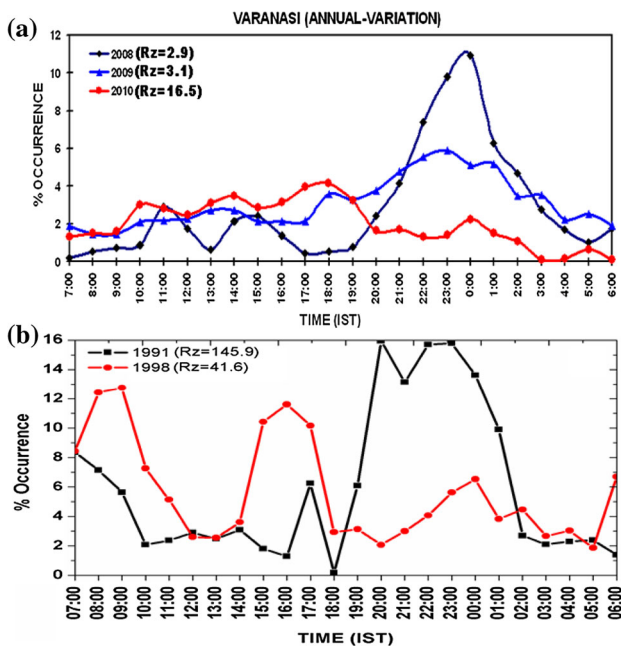 (a)
VARANASI (ANNUAL-VARIATION)
2008 (Rz=2.9)
2009 (Rz=3.1)
2010 (Rz=16.5)
% OCCURRENCE
12
10
8
6
4
2
0
7:00 8:00 9:00 10:00 11:00 12:00 13:00 14:00 15:00 16:00 17:00 18:00 19:00 20:00 21:00 22:00 23:00 0:00 1:00 2:00 3:00 4:00 5:00 6:00
TIME (IST)
(b)
1991 (Rz=145.9)
1998 (Rz=41.6)
% Occurrence
16
14
12
10
8
6
4
2
0
07:00 08:00 09:00 10:00 11:00 12:00 13:00 14:00 15:00 16:00 17:00 18:00 19:00 20:00 21:00 22:00 23:00 00:00 01:00 02:00 03:00 04:00 05:00 06:00
TIME (IST)